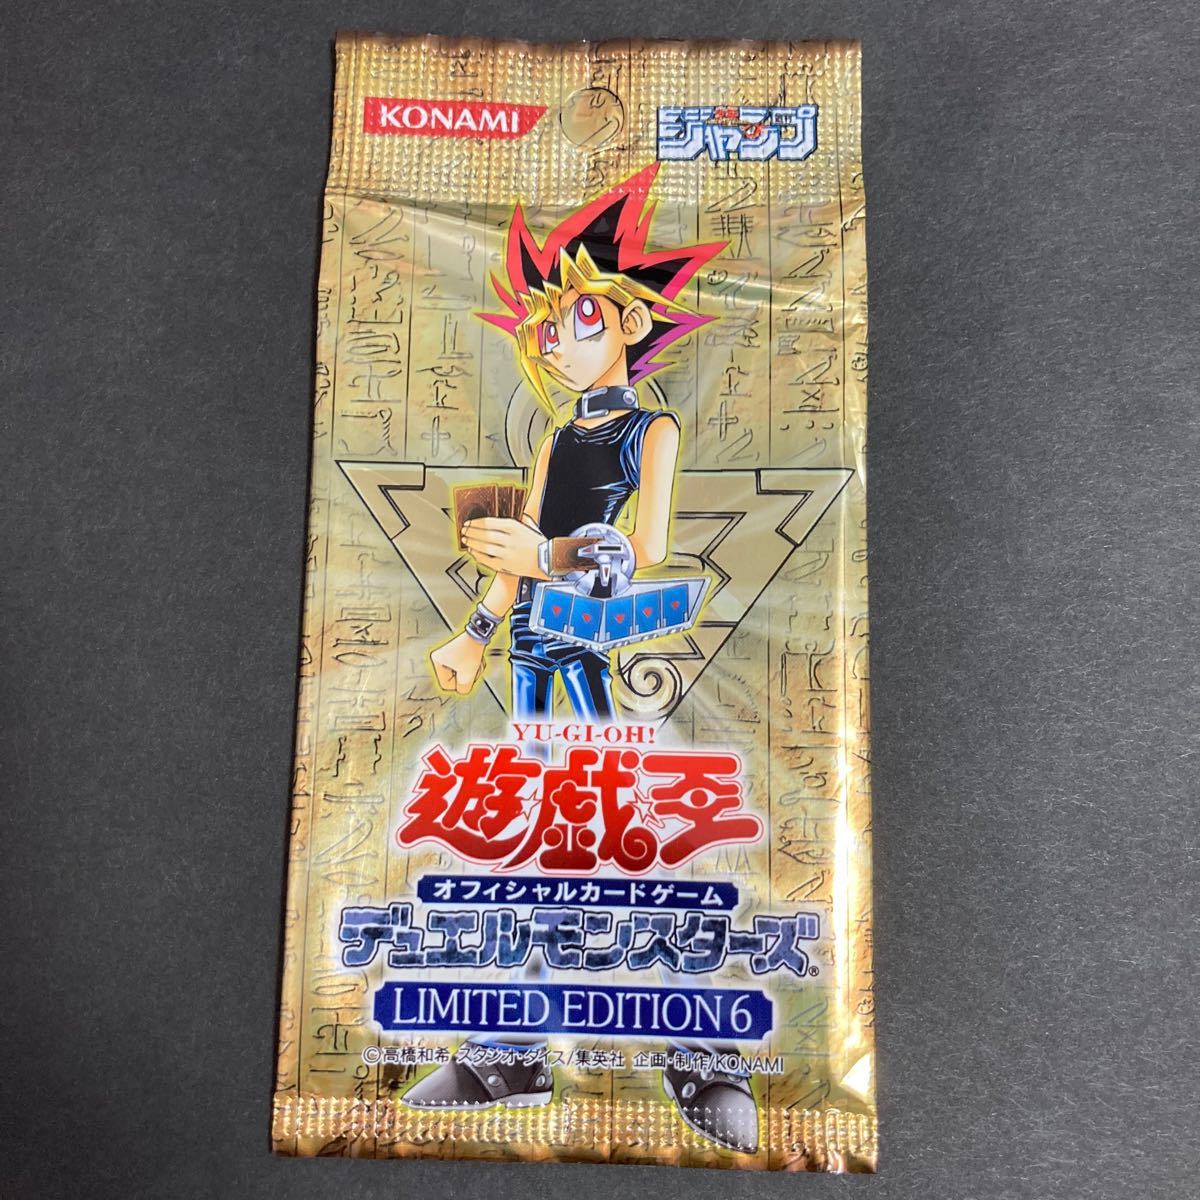 KONAMI
ジャンプ
YU-GI-OH!
遊戯王
オフィシャルカードゲーム
デュエルモンスターズ®
LIMITED EDITION 6
©高橋和希 スタジオ・ダイス/集英社 企画・制作/KONAMI